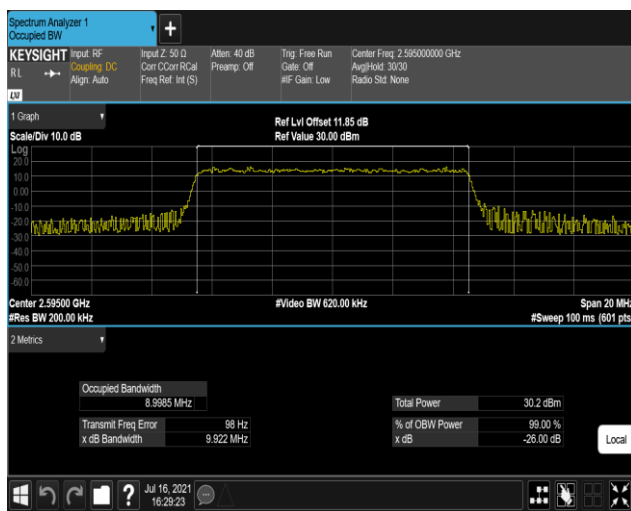 Spectrum Analyzer 1
Occupied BW
KEYSIGHT
RL
LXI
Input: RF
Coupling: DC
Align: Auto
Input Z: 50 Ω
Corr CCorr RCal
Freq Ref: Int (S)
Atten: 40 dB
Preamp: Off
Trig: Free Run
Gate: Off
#IF Gain: Low
Center Freq: 2.595000000 GHz
Avg|Hold: 30/30
Radio Std: None
1 Graph
Scale/Div 10.0 dB
Ref Lvl Offset 11.85 dB
Ref Value 30.00 dBm
Log
20.0
10.0
0.00
-10.0
-20.0
-30.0
-40.0
-50.0
-60.0
Center 2.59500 GHz
#Res BW 200.00 kHz
#Video BW 620.00 kHz
Span 20 MHz
#Sweep 100 ms (601 pts
2 Metrics
Occupied Bandwidth
8.9985 MHz
Transmit Freq Error 98 Hz
x dB Bandwidth 9.922 MHz
Total Power 30.2 dBm
% of OBW Power 99.00 %
x dB -26.00 dB
Local
?
Jul 16, 2021
16:29:23